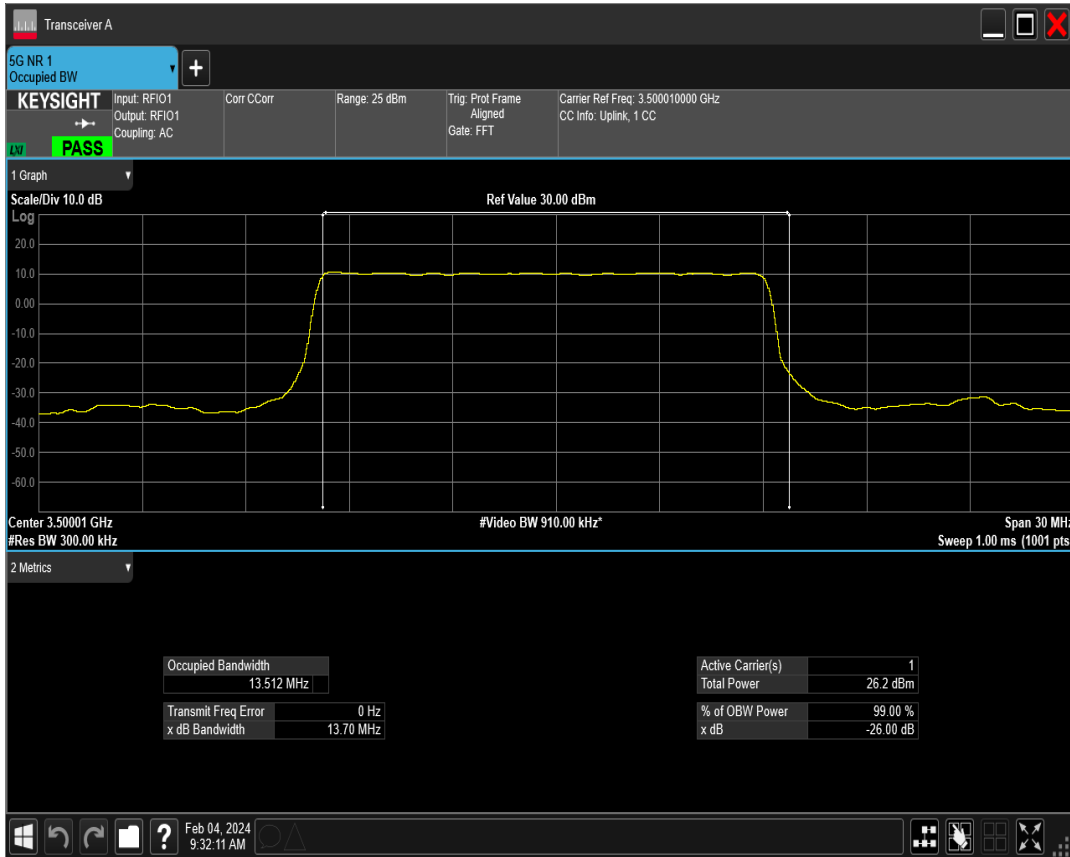 Transceiver A
5G NR 1
Occupied BW
KEYSIGHT
Input: RFIO1
Output: RFIO1
Coupling: AC
Corr CCorr
Range: 25 dBm
Trig: Prot Frame
Aligned
Gate: FFT
Carrier Ref Freq: 3.500010000 GHz
CC Info: Uplink, 1 CC
LXI
PASS
1 Graph
Scale/Div 10.0 dB
Ref Value 30.00 dBm
Log
20.0
10.0
0.00
-10.0
-20.0
-30.0
-40.0
-50.0
-60.0
Center 3.50001 GHz
#Video BW 910.00 kHz*
Span 30 MHz
#Res BW 300.00 kHz
Sweep 1.00 ms (1001 pts
2 Metrics
Occupied Bandwidth
13.512 MHz
Transmit Freq Error 0 Hz
x dB Bandwidth 13.70 MHz
Active Carrier(s) 1
Total Power 26.2 dBm
% of OBW Power 99.00 %
x dB -26.00 dB
?
Feb 04, 2024
9:32:11 AM